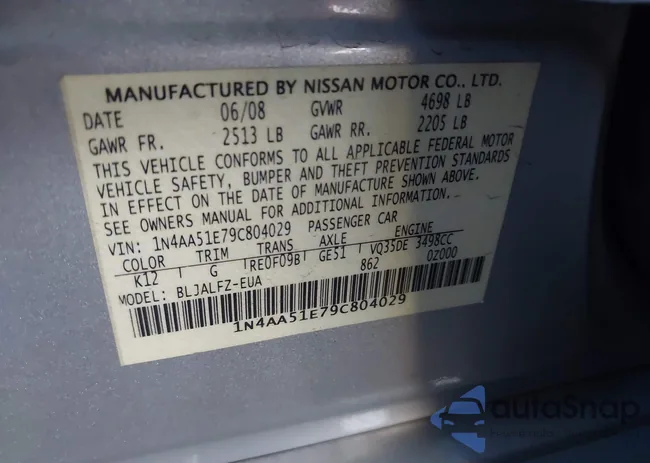 MANUFACTURED BY NISSAN MOTOR CO., LTD.
DATE 06/08 GVWR 4698 LB
GAWR FR. 2513 LB GAWR RR. 2205 LB
THIS VEHICLE CONFORMS TO ALL APPLICABLE FEDERAL MOTOR
VEHICLE SAFETY, BUMPER AND THEFT PREVENTION STANDARDS
IN EFFECT ON THE DATE OF MANUFACTURE SHOWN ABOVE.
SEE OWNERS MANUAL FOR ADDITIONAL INFORMATION.
VIN: 1N4AA51E79C804029 PASSENGER CAR
COLOR TRIM TRANS AXLE ENGINE
K12 G RE0F09B GE51 VQ35DE 3498CC
MODEL: BLJALFZ-EUA 862 0Z000
1N4AA51E79C804029
autoSnap